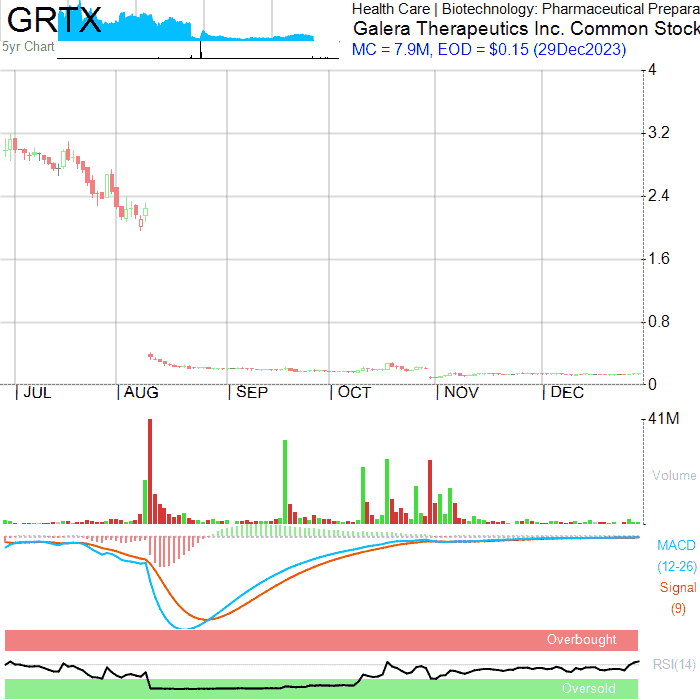 GRTX
5yr Chart
Health Care | Biotechnology: Pharmaceutical Prepara
Galera Therapeutics Inc. Common Stock
MC = 7.9M, EOD = $0.15 (29Dec2023)
4
3.2
2.4
1.6
0.8
0
JUL AUG SEP OCT NOV DEC
41M
Volume
MACD
(12-26)
Signal
(9)
Overbought
RSI(14)
Oversold